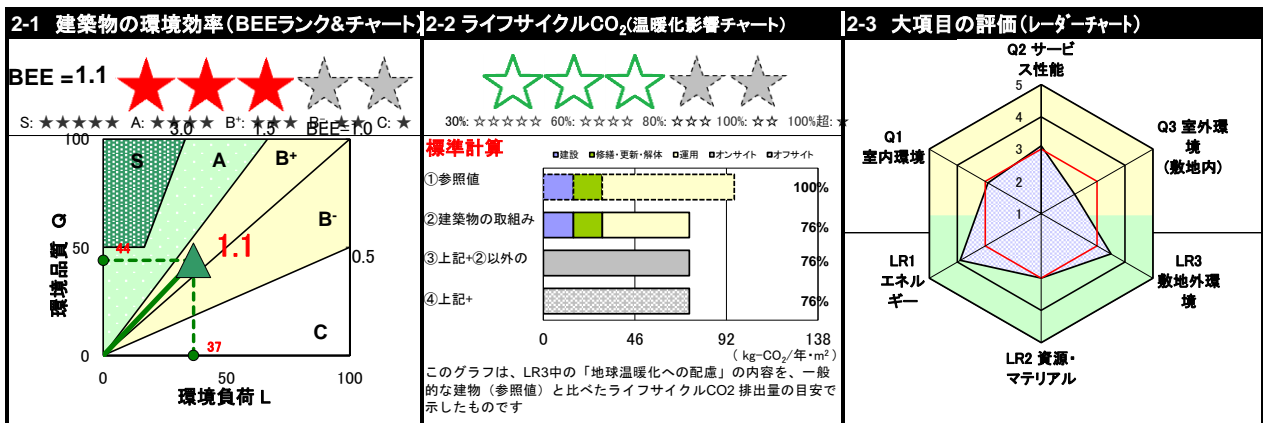 2-1 建築物の環境効率(BEEランク&チャート)
BEE = 1.1
S: ★★★★★ A: ★★★★ B⁺: ★★★ B⁻: ★★ C: ★
3.0 1.5 BEE=1.0
100
S
A
B⁺
B⁻
C
環境品質 Q
50
44
1.1
0.5
37
0
0 50 100
環境負荷 L
2-2 ライフサイクルCO₂(温暖化影響チャート)
30%: ☆☆☆☆☆ 60%: ☆☆☆☆ 80%: ☆☆☆ 100%: ☆☆ 100%超: ★
標準計算
■建設 ■修繕・更新・解体 □運用 ■オンサイト □オフサイト
①参照値 100%
②建築物の取組み 76%
③上記+②以外の 76%
④上記+ 76%
0 46 92 138
( kg-CO₂/年・m² )
このグラフは、LR3中の「地球温暖化への配慮」の内容を、一般
的な建物(参照値)と比べたライフサイクルCO2 排出量の目安で
示したものです
2-3 大項目の評価(レーダーチャート)
Q2 サービ
ス性能
5
4
3
2
1
Q1
室内環境
Q3 室外環
境
(敷地内)
LR1
エネル
ギー
LR3
敷地外環
境
LR2 資源・
マテリアル